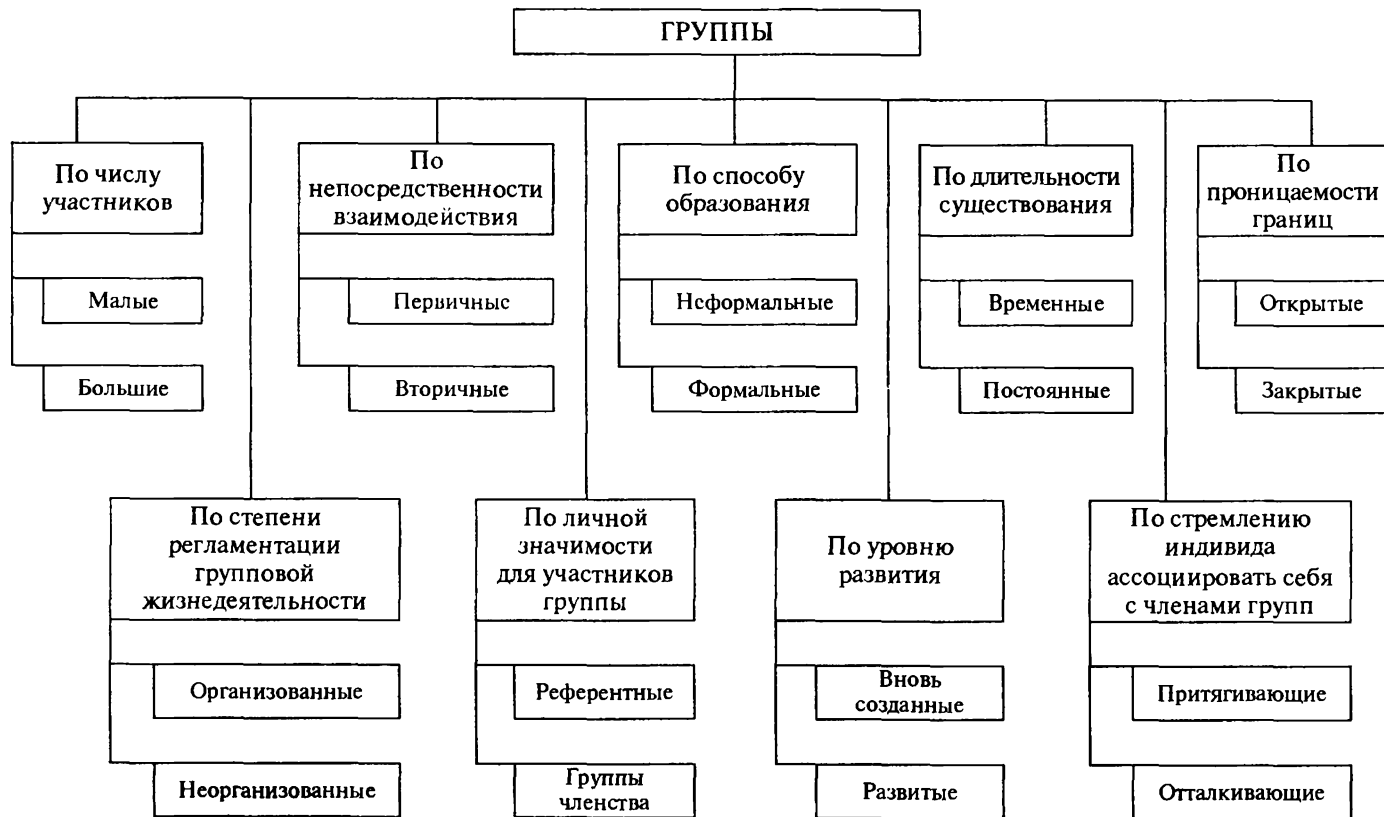 ГРУППЫ
По числу
участников
Малые
Большие
По
непосредственности
взаимодействия
Первичные
Вторичные
По способу
образования
Неформальные
Формальные
По длительности
существования
Временные
Постоянные
По
проницаемости
границ
Открытые
Закрытые
По степени
регламентации
групповой
жизнедеятельности
Организованные
Неорганизованные
По личной
значимости
для участников
группы
Референтные
Группы
членства
По уровню
развития
Вновь
созданные
Развитые
По стремлению
индивида
ассоциировать себя
с членами групп
Притягивающие
Отталкивающие